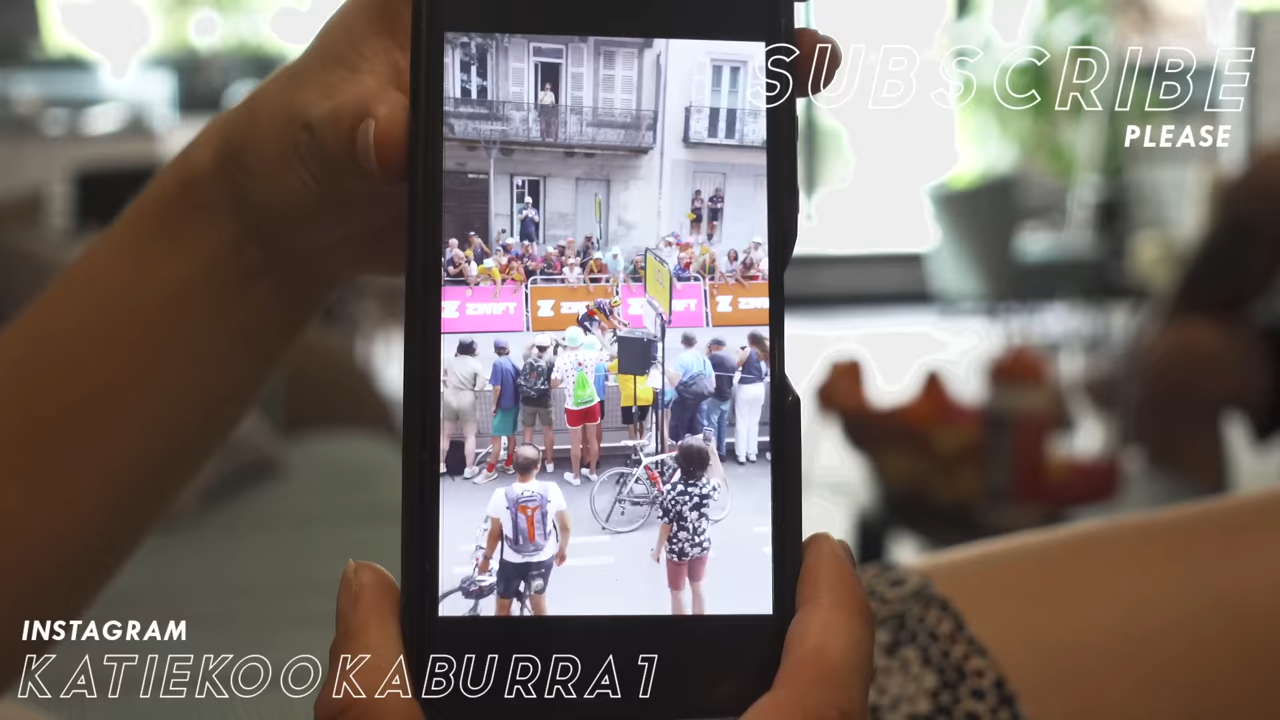 SUBSCRIBE
PLEASE
ZWIFT ZWIFT ZWIFT ZWIFT
INSTAGRAM
KATIEKOOKABURRA1